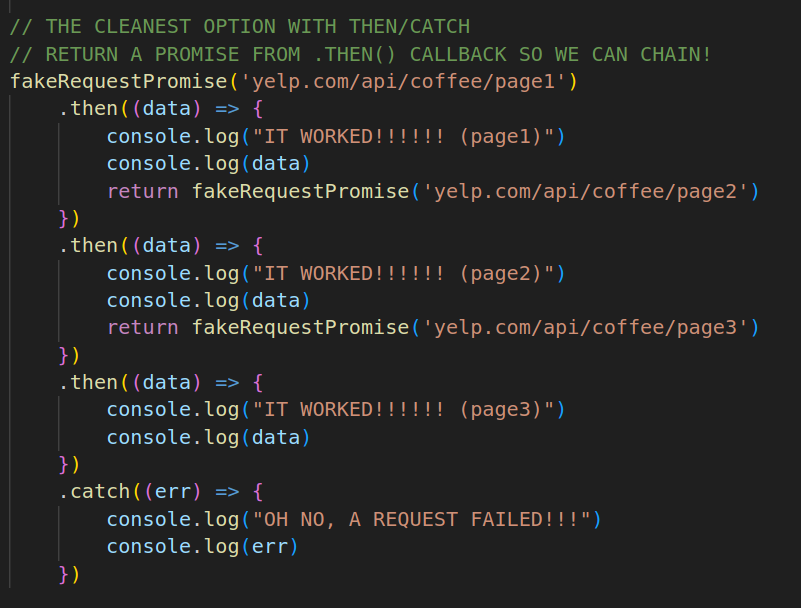 // THE CLEANEST OPTION WITH THEN/CATCH
// RETURN A PROMISE FROM .THEN() CALLBACK SO WE CAN CHAIN!
fakeRequestPromise('yelp.com/api/coffee/page1')
    .then((data) => {
        console.log("IT WORKED!!!!!! (page1)")
        console.log(data)
        return fakeRequestPromise('yelp.com/api/coffee/page2')
    })
    .then((data) => {
        console.log("IT WORKED!!!!!! (page2)")
        console.log(data)
        return fakeRequestPromise('yelp.com/api/coffee/page3')
    })
    .then((data) => {
        console.log("IT WORKED!!!!!! (page3)")
        console.log(data)
    })
    .catch((err) => {
        console.log("OH NO, A REQUEST FAILED!!!")
        console.log(err)
    })